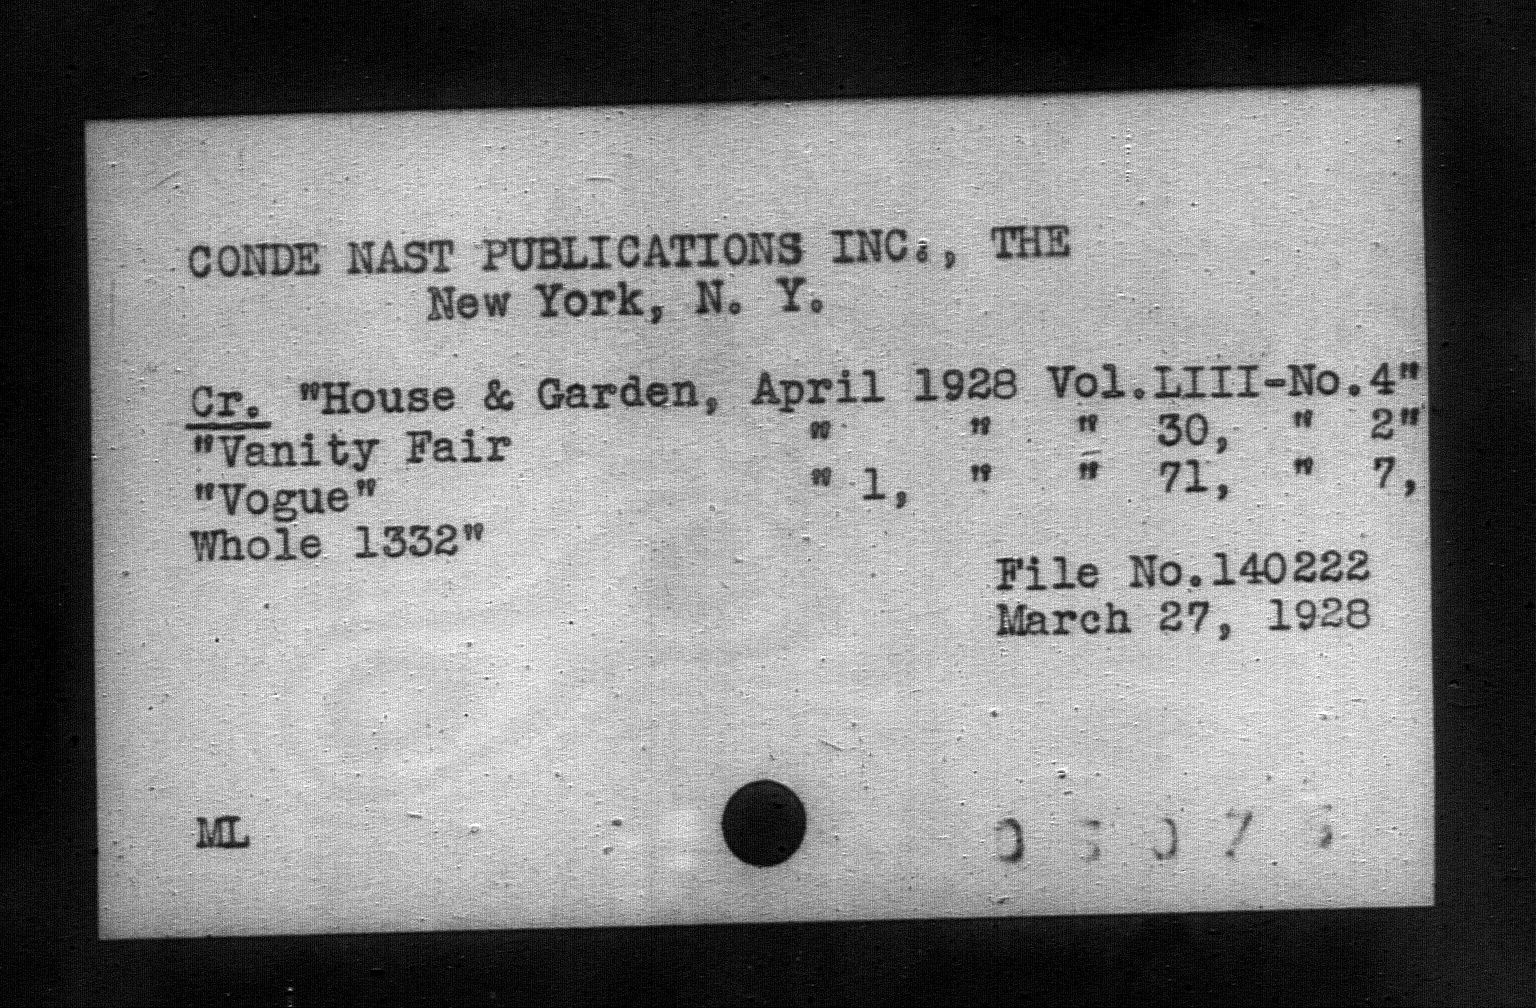 CONDE NAST PUBLICATIONS INC., THE
New York, N. Y.
Cr. "House & Garden, April 1928 Vol.LIII-No.4"
"Vanity Fair " " " 30, " 2"
"Vogue" " 1, " " 71, " 7,
Whole 1332"
File No.140222
March 27, 1928
ML